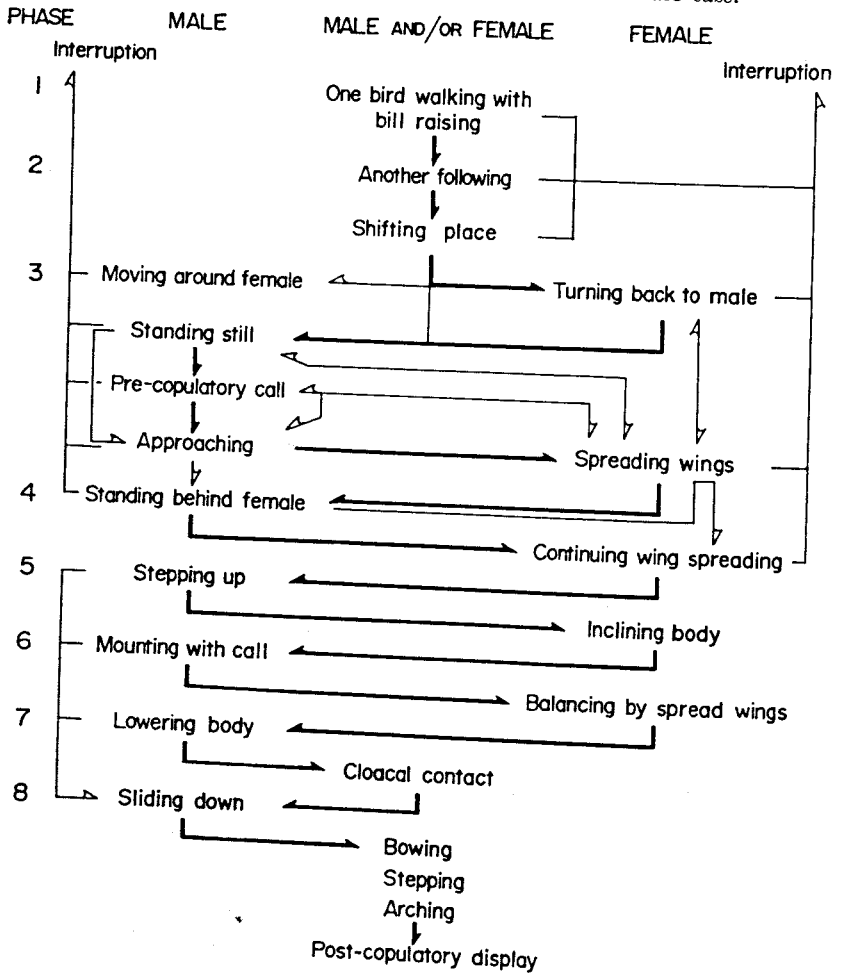 PHASE MALE MALE AND/OR FEMALE FEMALE
Interruption Interruption
1 One bird walking with
bill raising
2 Another following
Shifting place
3 Moving around female Turning back to male
Standing still
Pre-copulatory call
Approaching Spreading wings
4 Standing behind female
Continuing wing spreading
5 Stepping up
Inclining body
6 Mounting with call
Balancing by spread wings
7 Lowering body
Cloacal contact
8 Sliding down
Bowing
Stepping
Arching
Post-copulatory display